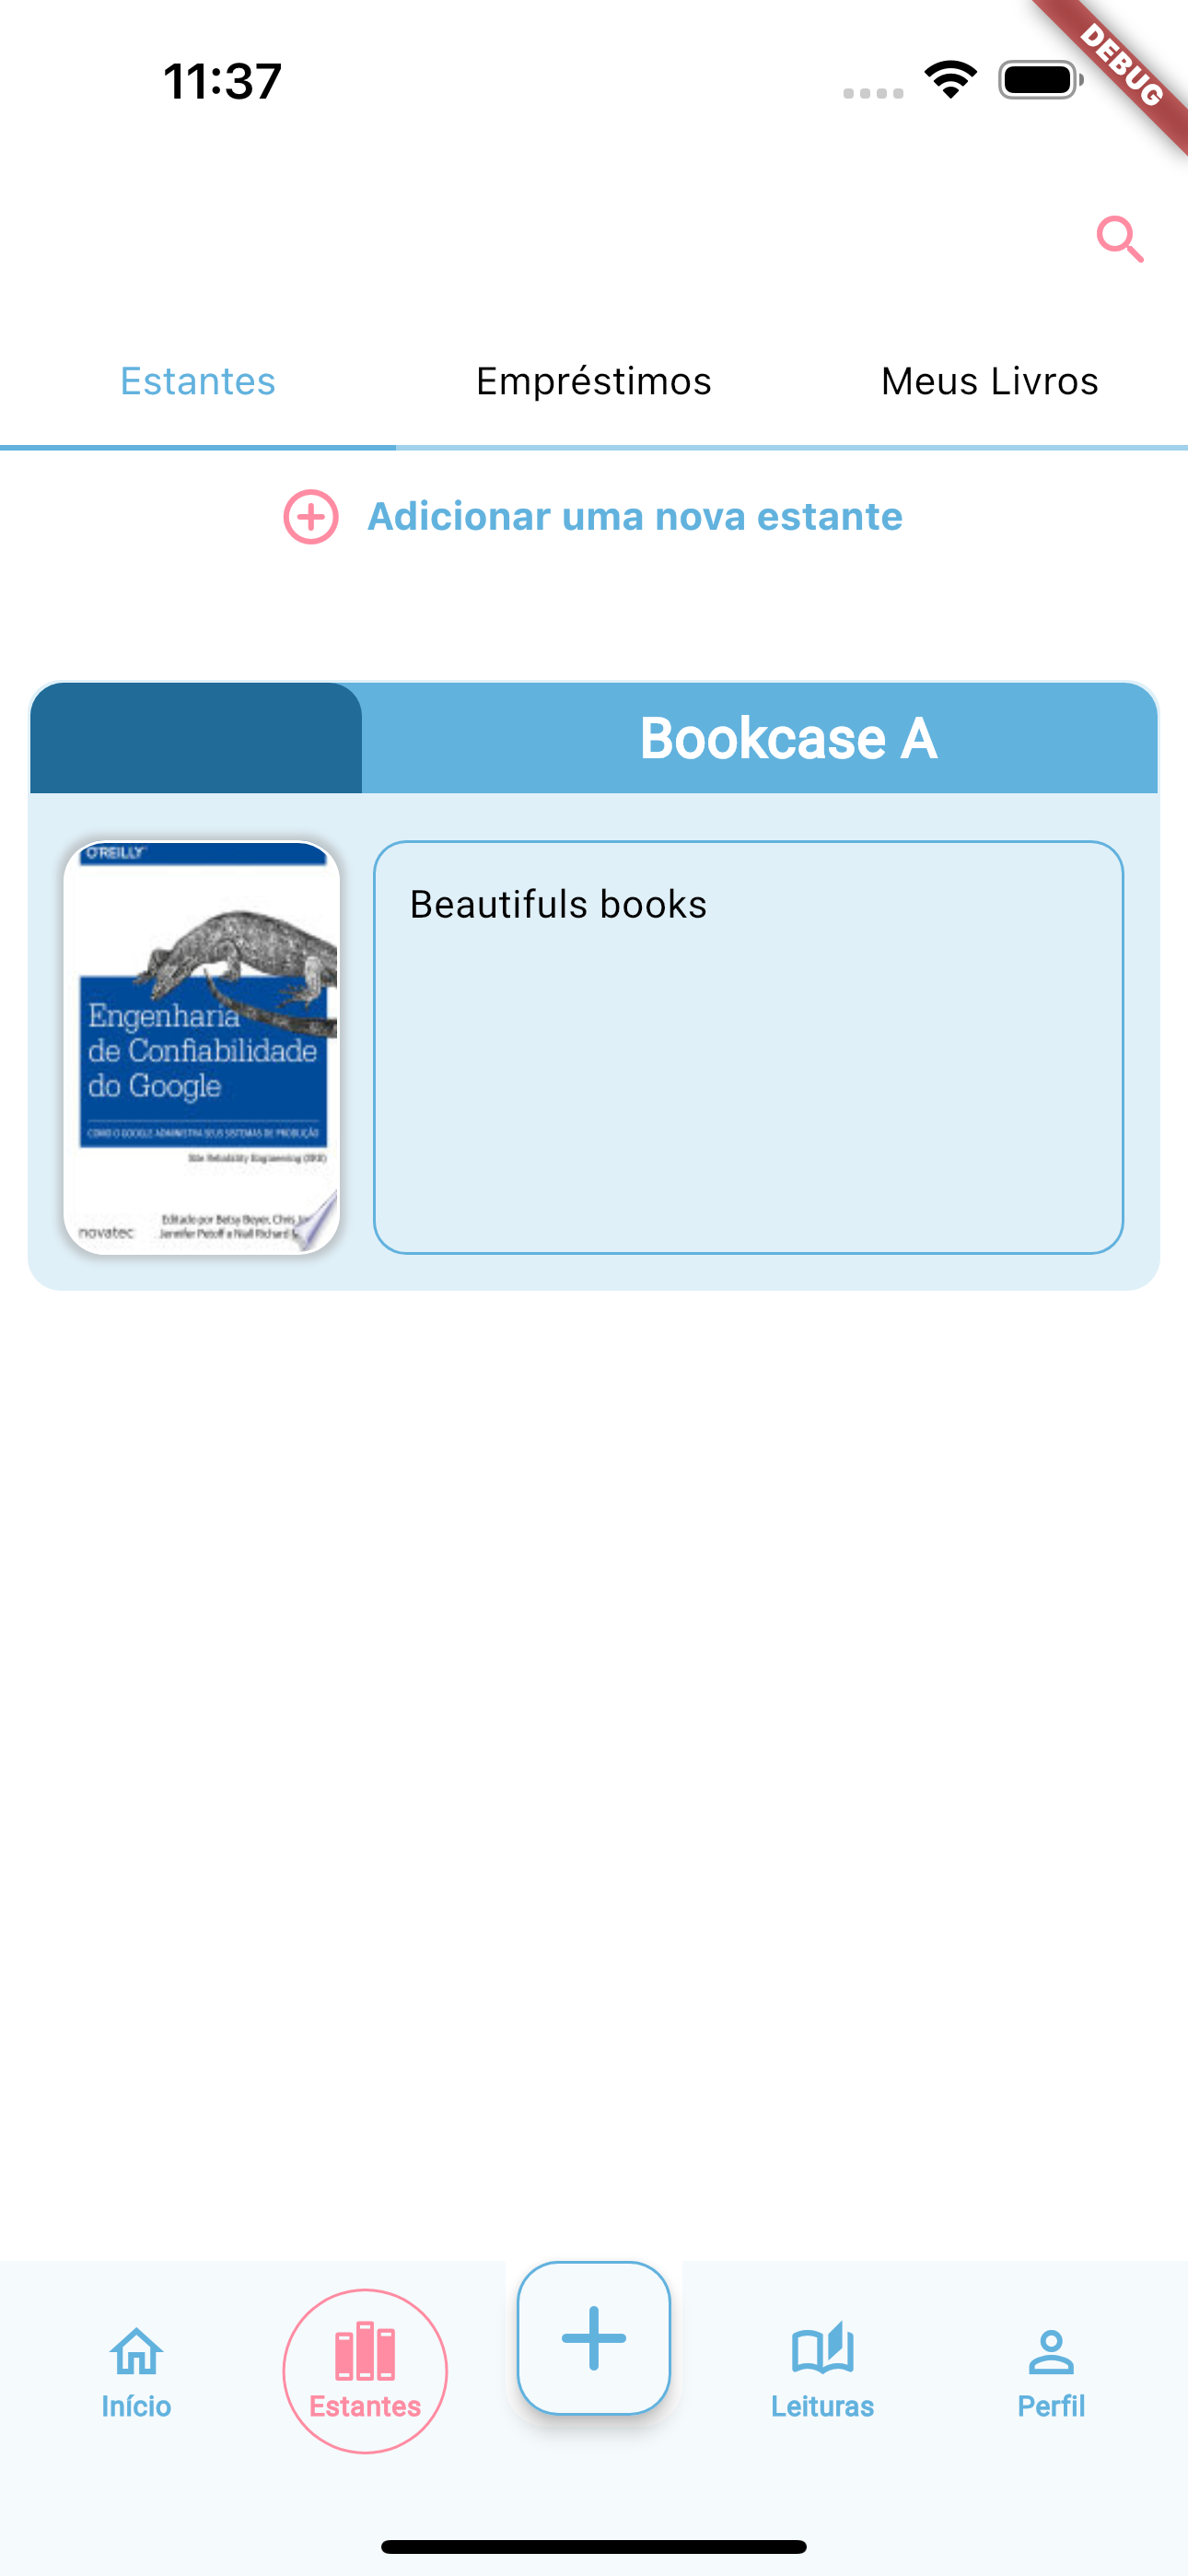 11:37
DEBUG
Estantes Empréstimos Meus Livros
Adicionar uma nova estante
Bookcase A
O'REILLY
Engenharia
de Confiabilidade
do Google
COMO O GOOGLE ADMINISTRA SEUS SISTEMAS DE PRODUÇÃO
Site Reliability Engineering (SRE)
Editado por Betsy Beyer, Chris
novatec
Jennifer Petoff e Niall Richard
Beautifuls books
Início Estantes Leituras Perfil